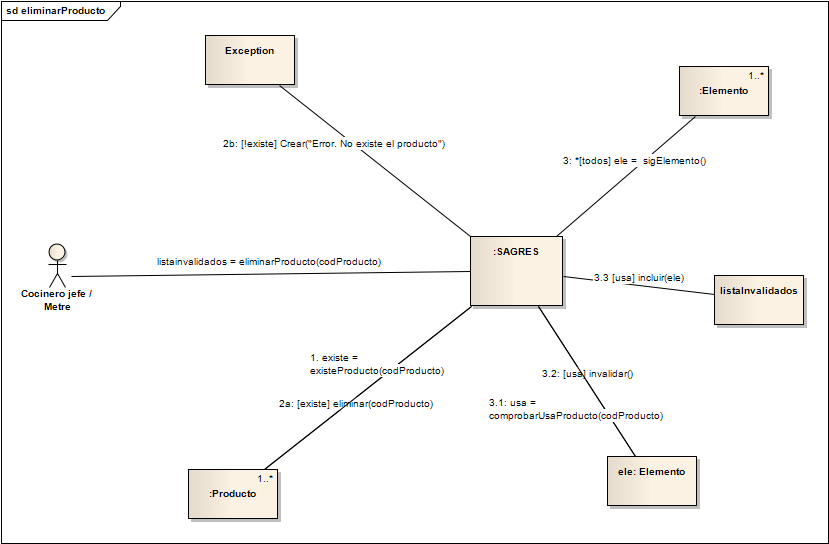 sd eliminarProducto
Exception
1..*
:Elemento
2b: [!existe] Crear("Error. No existe el producto")
3: *[todos] ele = sigElemento()
:SAGRES
listainvalidados = eliminarProducto(codProducto)
Cocinero jefe /
Metre
3.3 [usa] incluir(ele)
listaInvalidados
1. existe =
existeProducto(codProducto)
3.2: [usa] invalidar()
2a: [existe] eliminar(codProducto)
3.1: usa =
comprobarUsaProducto(codProducto)
1..*
:Producto
ele: Elemento